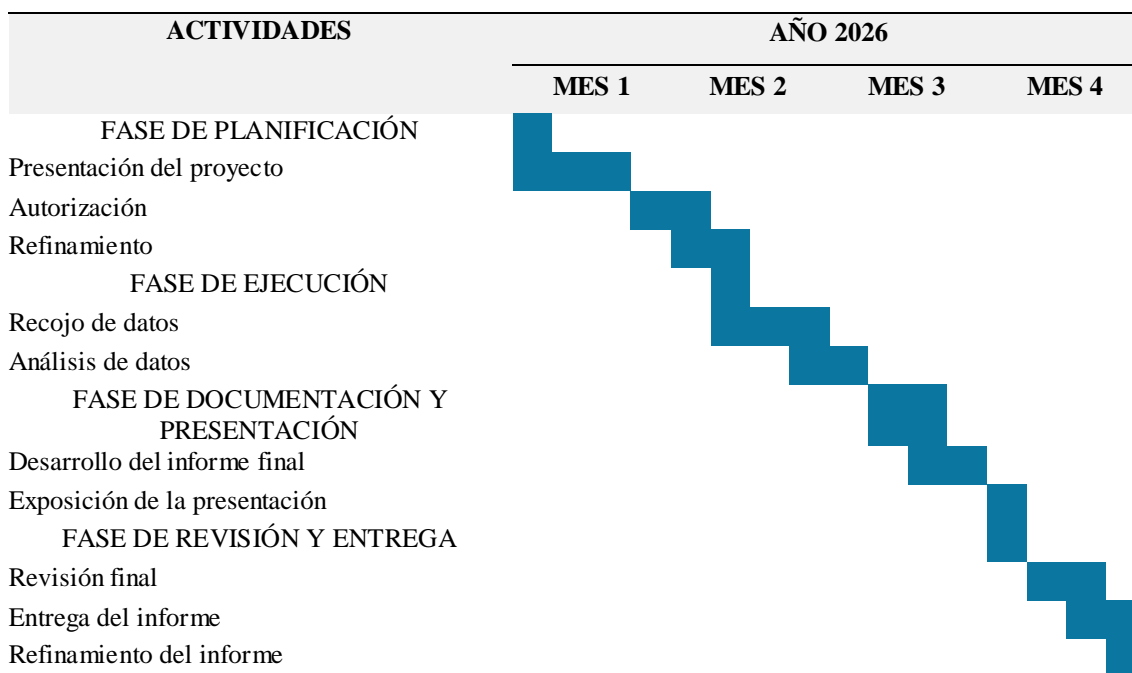 ACTIVIDADES
AÑO 2026
MES 1 MES 2 MES 3 MES 4
FASE DE PLANIFICACIÓN
Presentación del proyecto
Autorización
Refinamiento
FASE DE EJECUCIÓN
Recojo de datos
Análisis de datos
FASE DE DOCUMENTACIÓN Y
PRESENTACIÓN
Desarrollo del informe final
Exposición de la presentación
FASE DE REVISIÓN Y ENTREGA
Revisión final
Entrega del informe
Refinamiento del informe